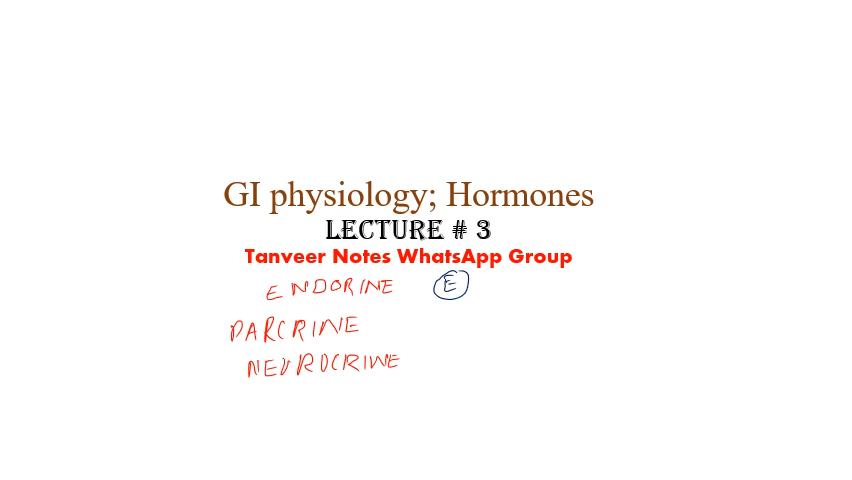 GI physiology; Hormones
LECTURE # 3
Tanveer Notes WhatsApp Group
ENDORINE E
PARCRINE
NEUROCRINE